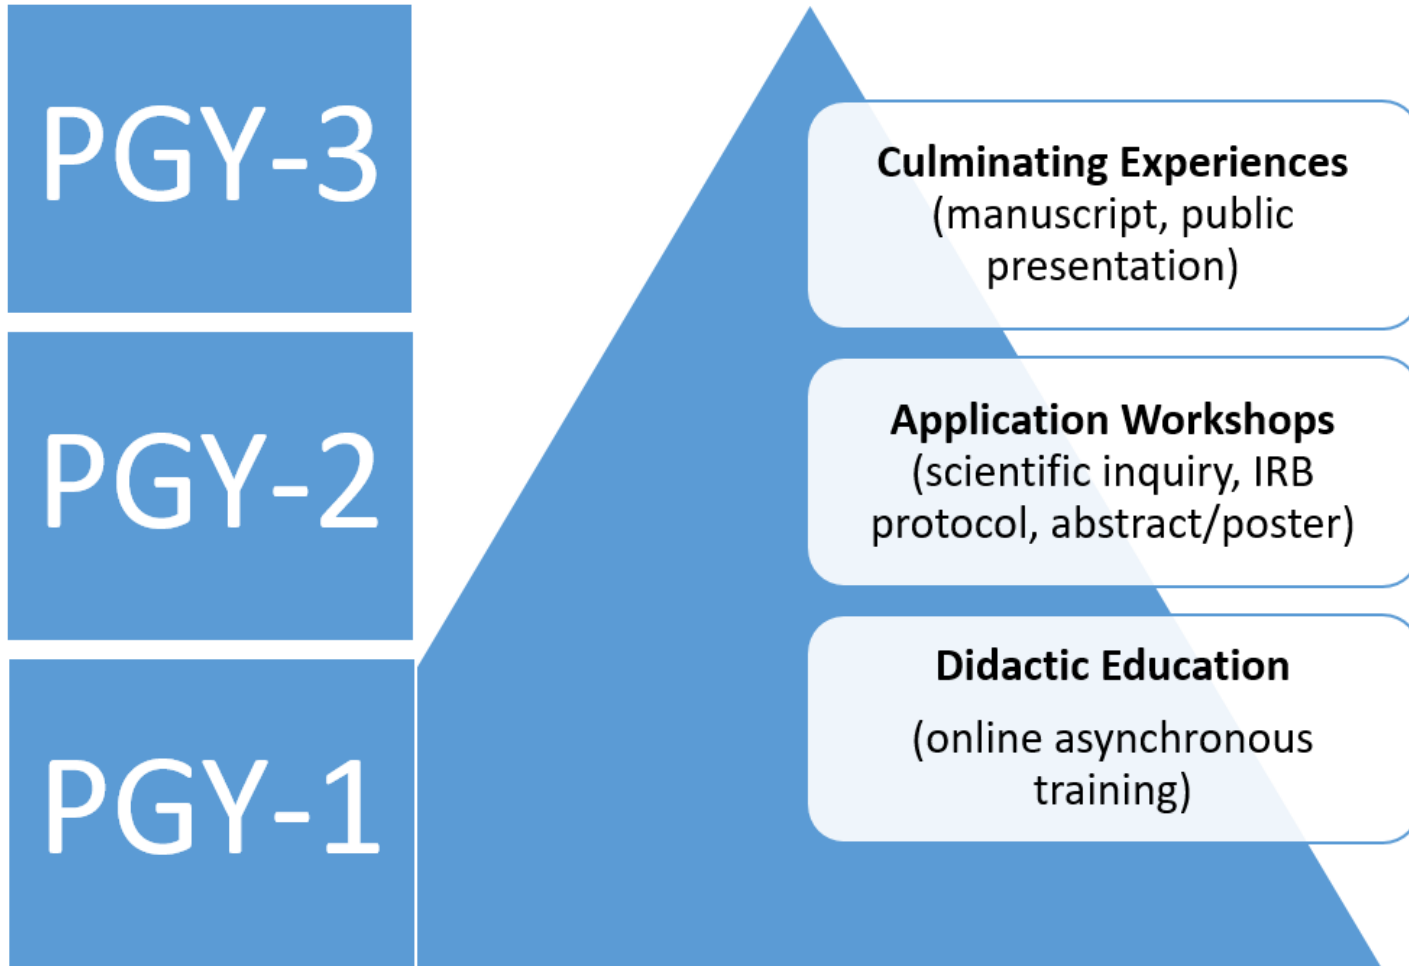 PGY-3
Culminating Experiences
(manuscript, public
presentation)
PGY-2
Application Workshops
(scientific inquiry, IRB
protocol, abstract/poster)
PGY-1
Didactic Education
(online asynchronous
training)